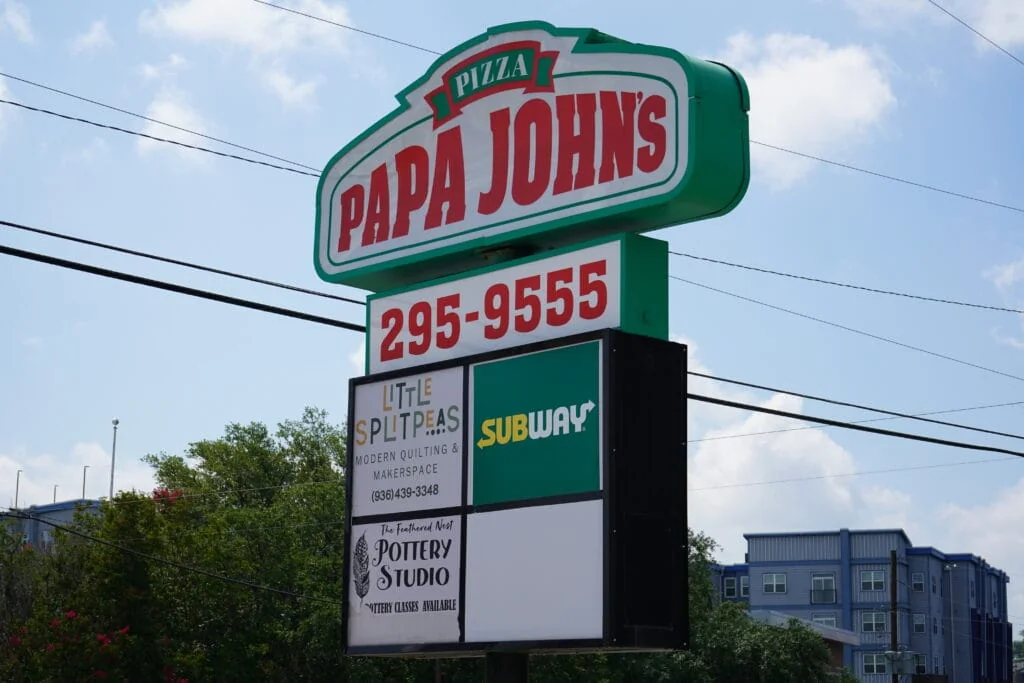 PIZZA
PAPA JOHN'S
295-9555
LITTLE
SPLITPEAS
MODERN QUILTING &
MAKERSPACE
(936)439-3348
SUBWAY
The Feathered Nest
POTTERY
STUDIO
POTTERY CLASSES AVAILABLE